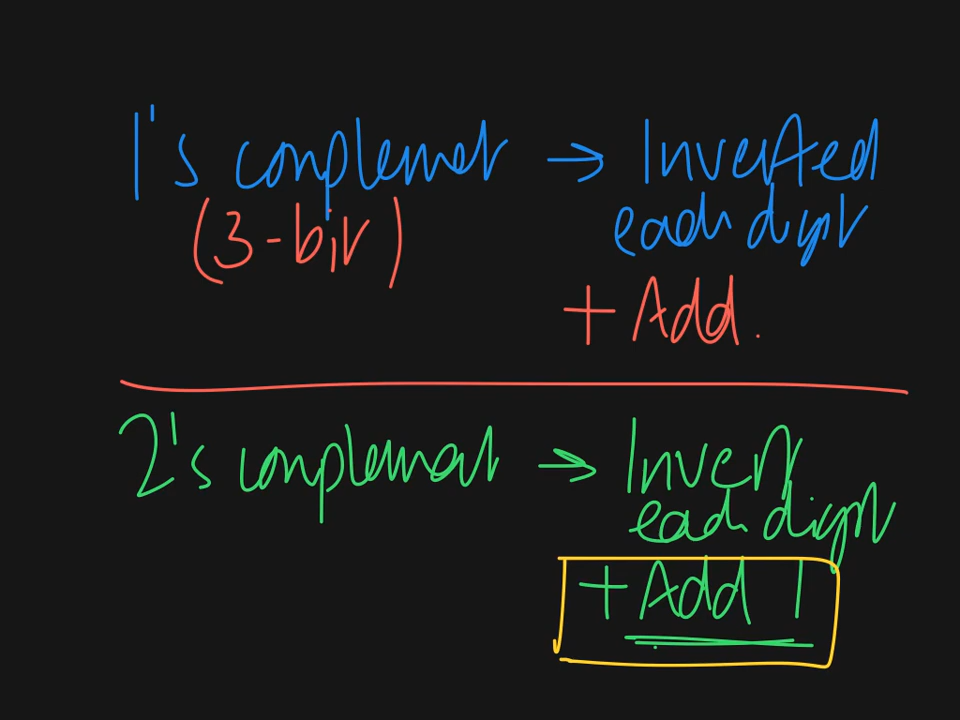 1's complement → Inverted
(3-bit) each digit
+ Add.
2's complement → Invert
each digit
+ Add 1